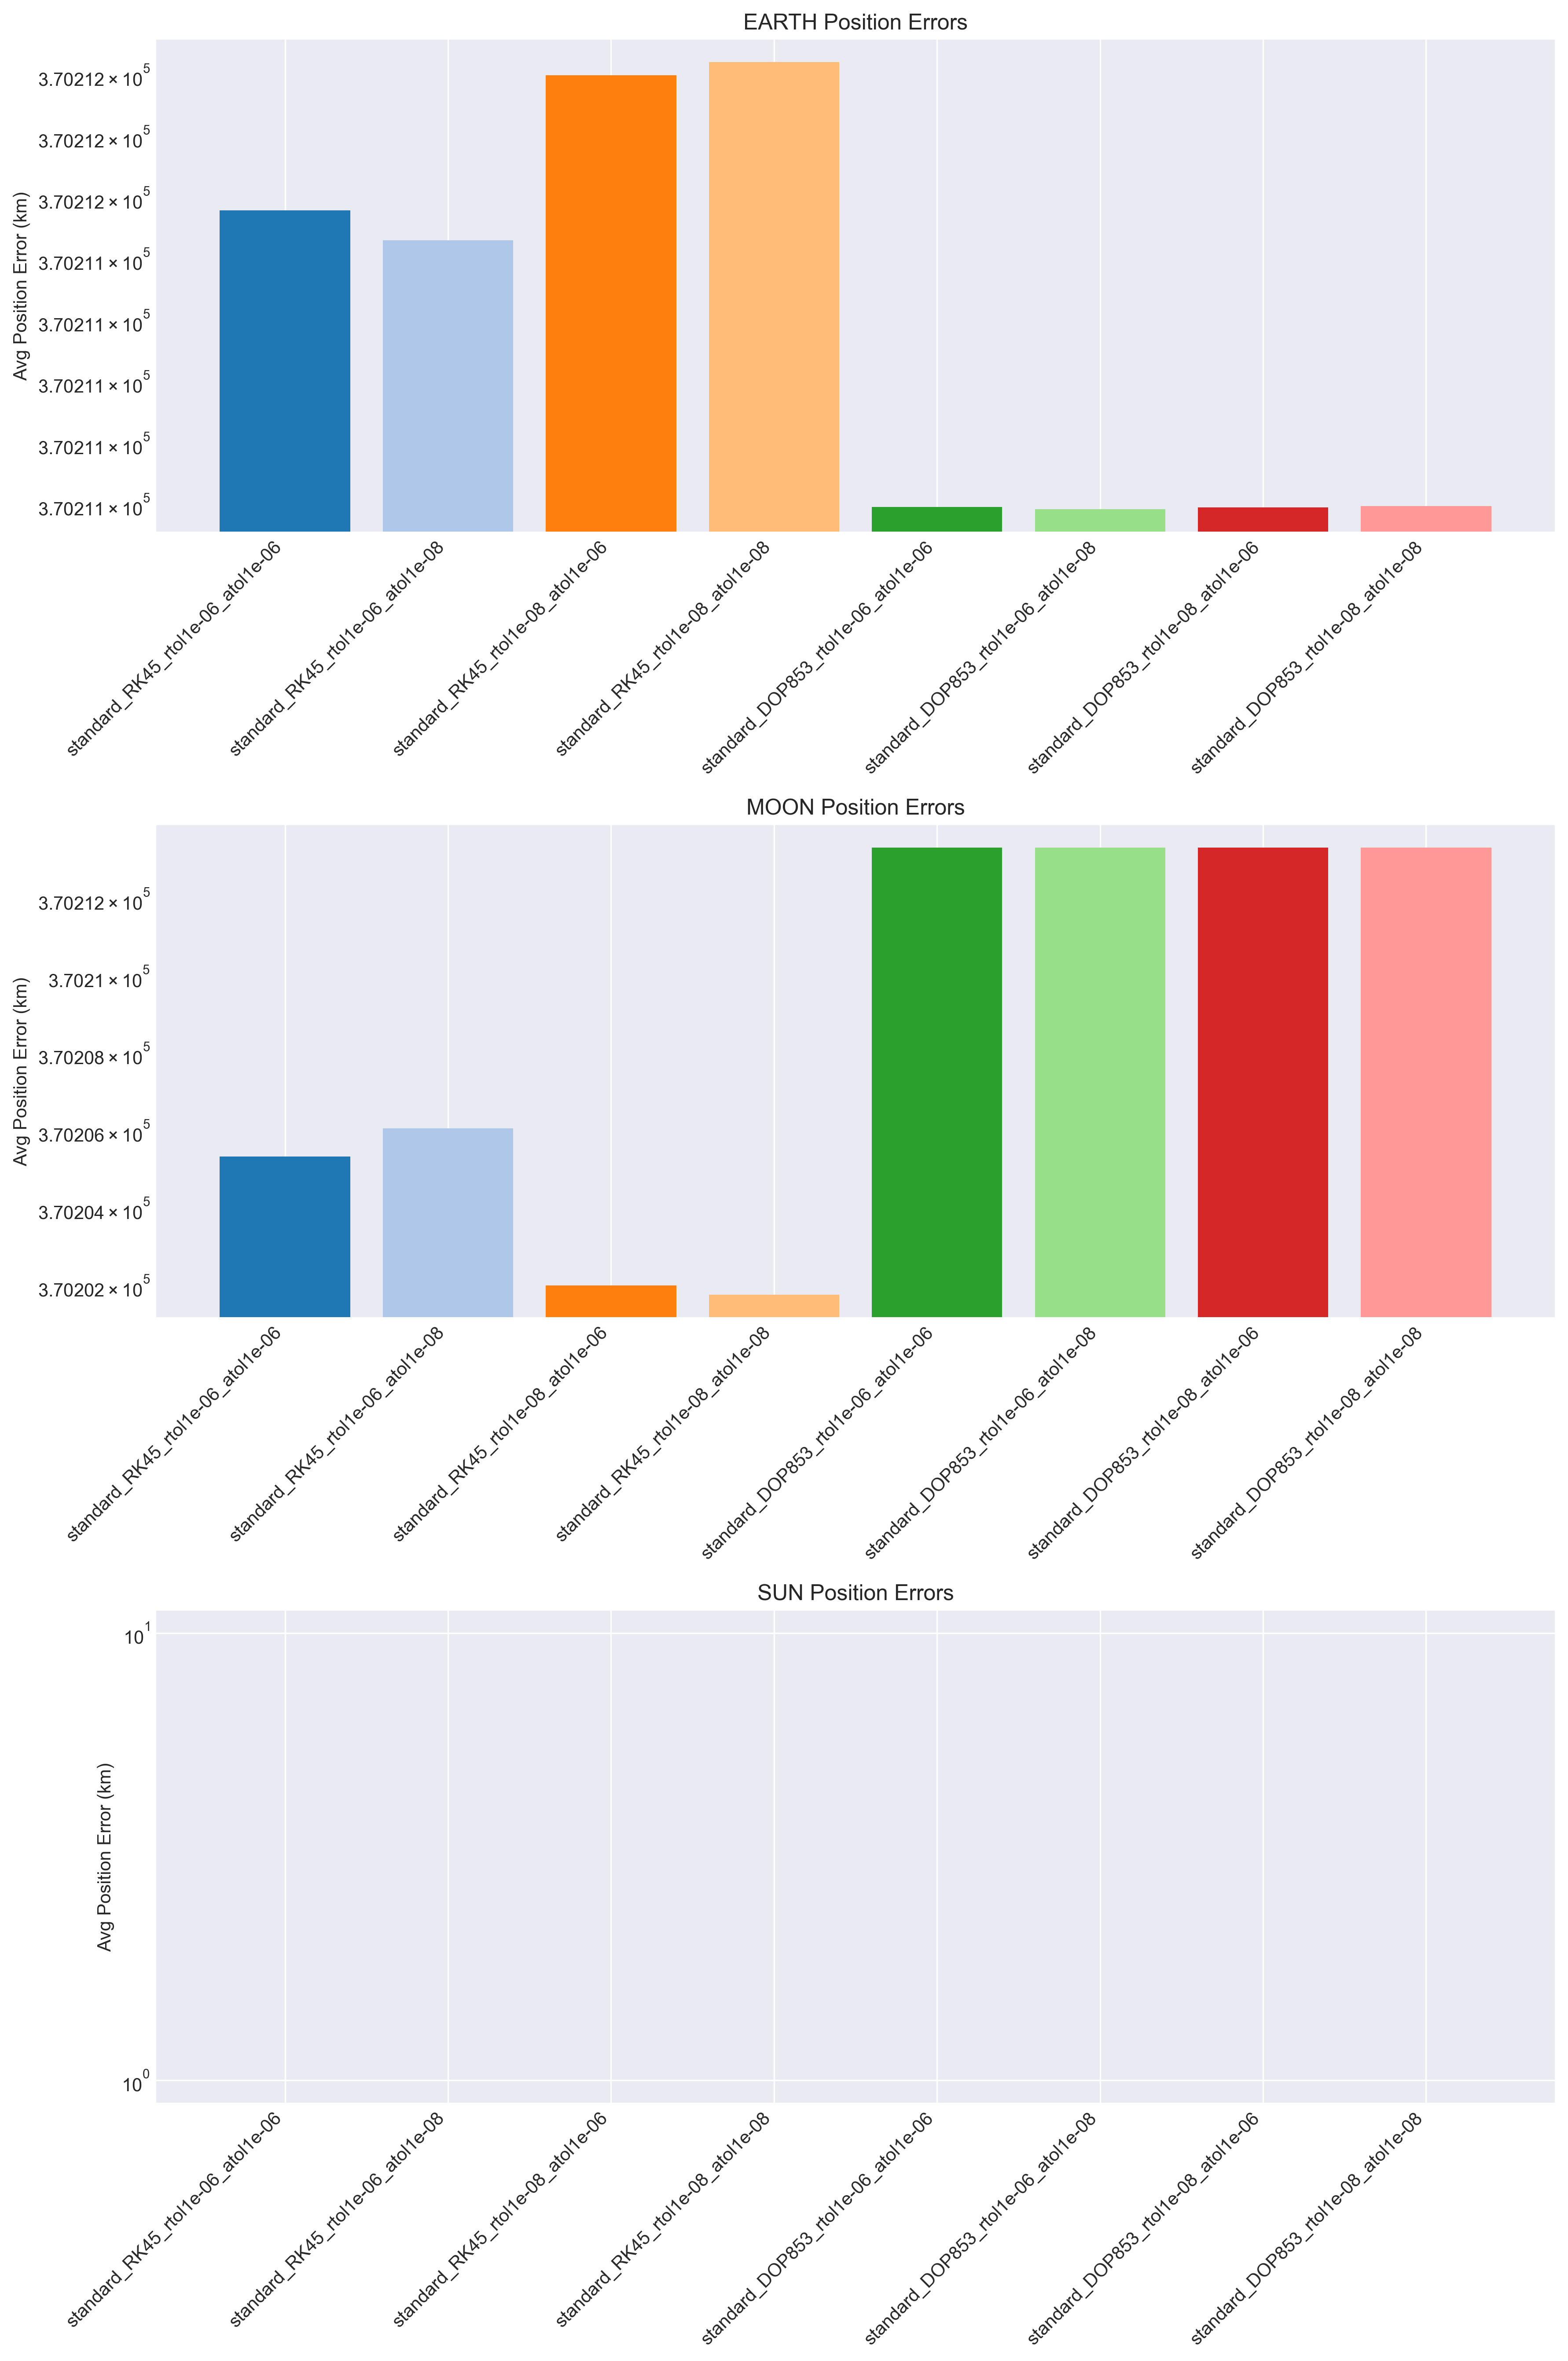 EARTH Position Errors
Avg Position Error (km)
3.70212 × 10^5
3.70212 × 10^5
3.70212 × 10^5
3.70211 × 10^5
3.70211 × 10^5
3.70211 × 10^5
3.70211 × 10^5
3.70211 × 10^5
standard_RK45_rtol1e-06_atol1e-06
standard_RK45_rtol1e-06_atol1e-08
standard_RK45_rtol1e-08_atol1e-06
standard_RK45_rtol1e-08_atol1e-08
standard_DOP853_rtol1e-06_atol1e-06
standard_DOP853_rtol1e-06_atol1e-08
standard_DOP853_rtol1e-08_atol1e-06
standard_DOP853_rtol1e-08_atol1e-08
MOON Position Errors
Avg Position Error (km)
3.70212 × 10^5
3.7021 × 10^5
3.70208 × 10^5
3.70206 × 10^5
3.70204 × 10^5
3.70202 × 10^5
standard_RK45_rtol1e-06_atol1e-06
standard_RK45_rtol1e-06_atol1e-08
standard_RK45_rtol1e-08_atol1e-06
standard_RK45_rtol1e-08_atol1e-08
standard_DOP853_rtol1e-06_atol1e-06
standard_DOP853_rtol1e-06_atol1e-08
standard_DOP853_rtol1e-08_atol1e-06
standard_DOP853_rtol1e-08_atol1e-08
SUN Position Errors
Avg Position Error (km)
10^1
10^0
standard_RK45_rtol1e-06_atol1e-06
standard_RK45_rtol1e-06_atol1e-08
standard_RK45_rtol1e-08_atol1e-06
standard_RK45_rtol1e-08_atol1e-08
standard_DOP853_rtol1e-06_atol1e-06
standard_DOP853_rtol1e-06_atol1e-08
standard_DOP853_rtol1e-08_atol1e-06
standard_DOP853_rtol1e-08_atol1e-08